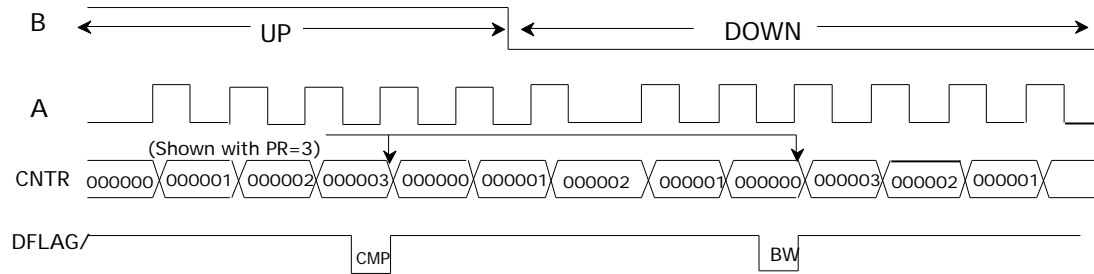 B
UP
DOWN
A
(Shown with PR=3)
CNTR 000000 000001 000002 000003 000000 000001 000002 000001 000000 000003 000002 000001
DFLAG/
CMP
BW